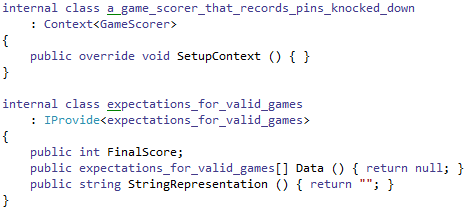 internal class a_game_scorer_that_records_pins_knocked_down
    : Context<GameScorer>
{
    public override void SetupContext () { }
}

internal class expectations_for_valid_games
    : IProvide<expectations_for_valid_games>
{
    public int FinalScore;
    public expectations_for_valid_games[] Data () { return null; }
    public string StringRepresentation () { return ""; }
}